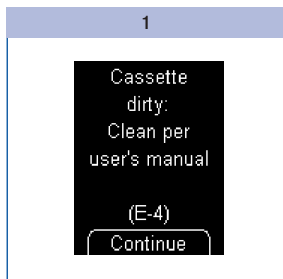 1
Cassette
dirty:
Clean per
user's manual
(E-4)
Continue